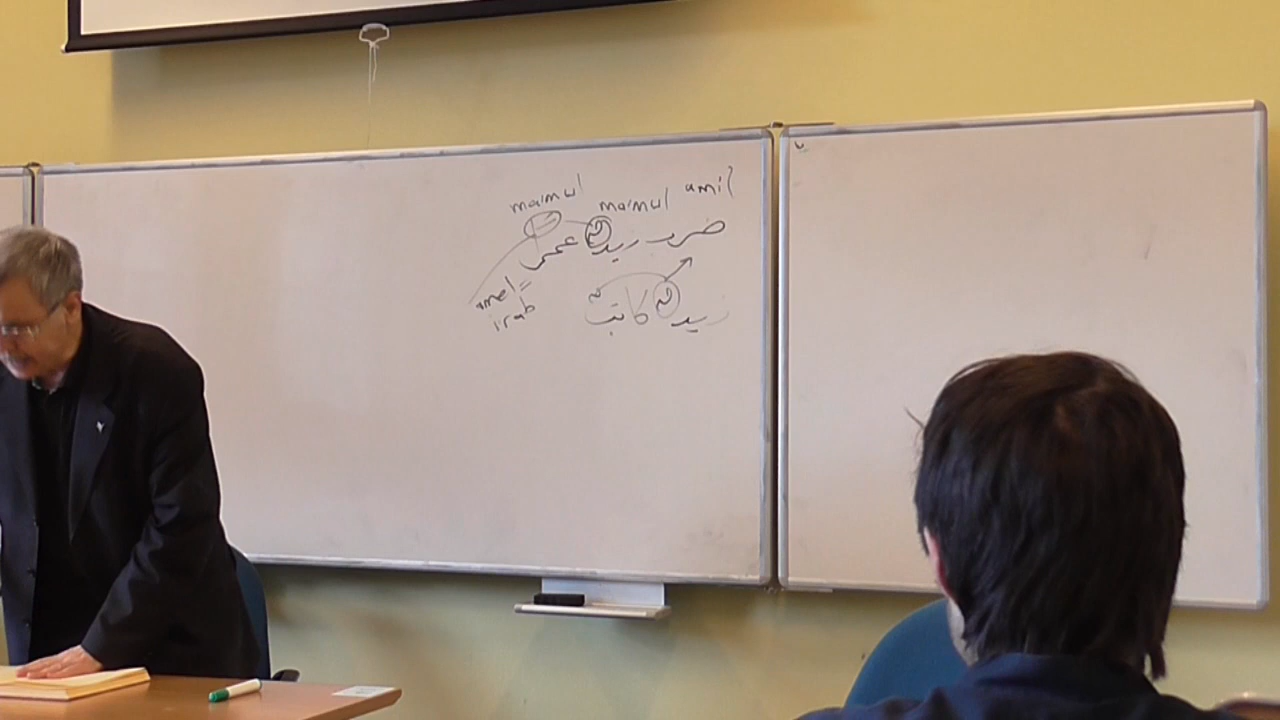 ma'mul ma'mul amil
ضرب زيدٌ عمر
amel = i'rab
زيدٌ كاتبٌ